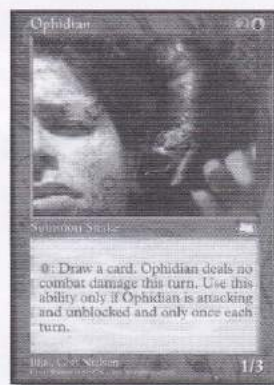 Ophidian
2
Summon Snake
0: Draw a card. Ophidian deals no
combat damage this turn. Use this
ability only if Ophidian is attacking
and unblocked and only once each
turn.
Illus. Cliff Nielsen
1/3